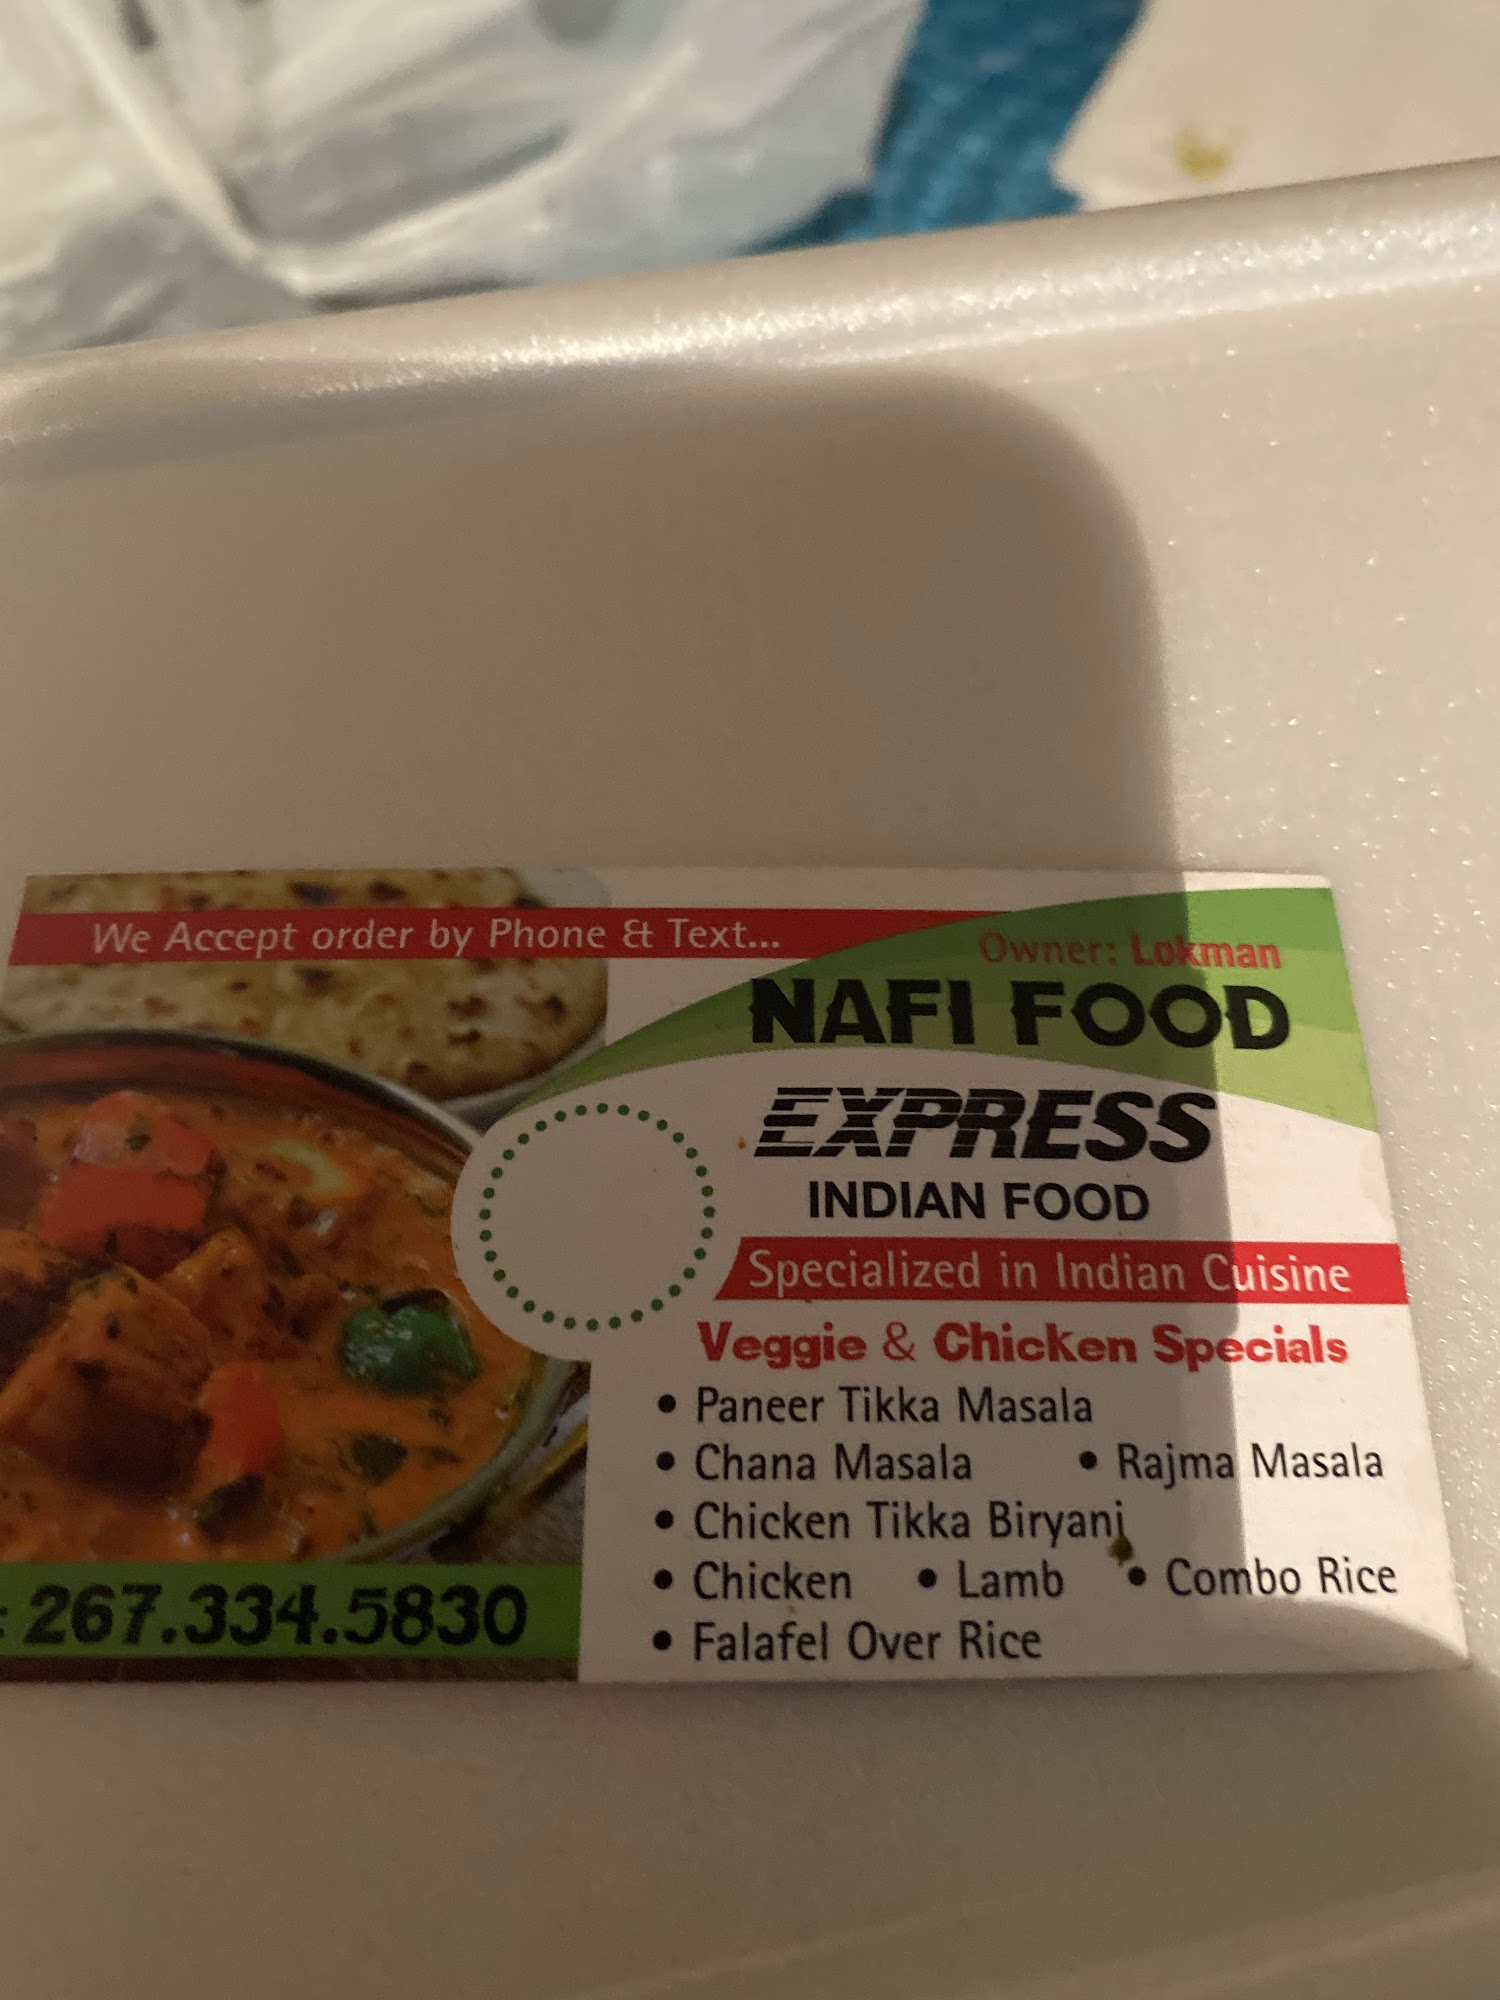 We Accept order by Phone & Text...
Owner: Lokman
NAFI FOOD
EXPRESS
INDIAN FOOD
Specialized in Indian Cuisine
Veggie & Chicken Specials
• Paneer Tikka Masala
• Chana Masala • Rajma Masala
• Chicken Tikka Biryani
• Chicken • Lamb • Combo Rice
• Falafel Over Rice
: 267.334.5830